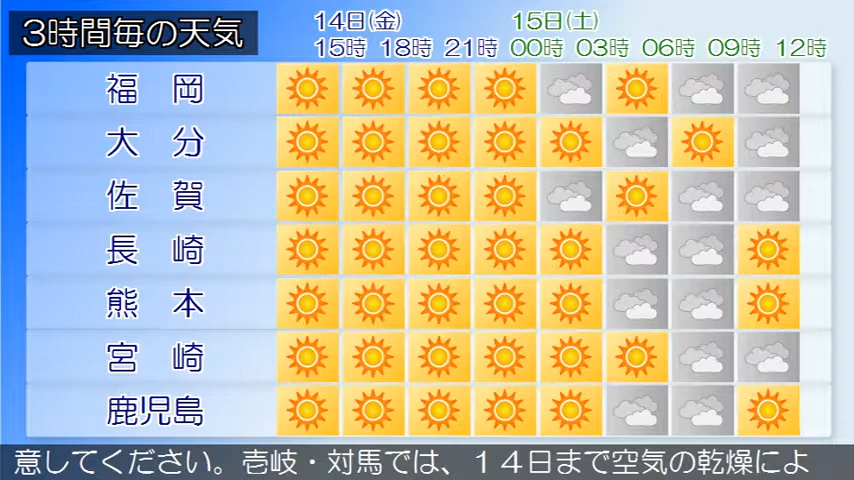 3時間毎の天気
14日(金) 15日(土)
15時 18時 21時 00時 03時 06時 09時 12時
福岡
大分
佐賀
長崎
熊本
宮崎
鹿児島
意してください。壱岐・対馬では、１４日まで空気の乾燥によ